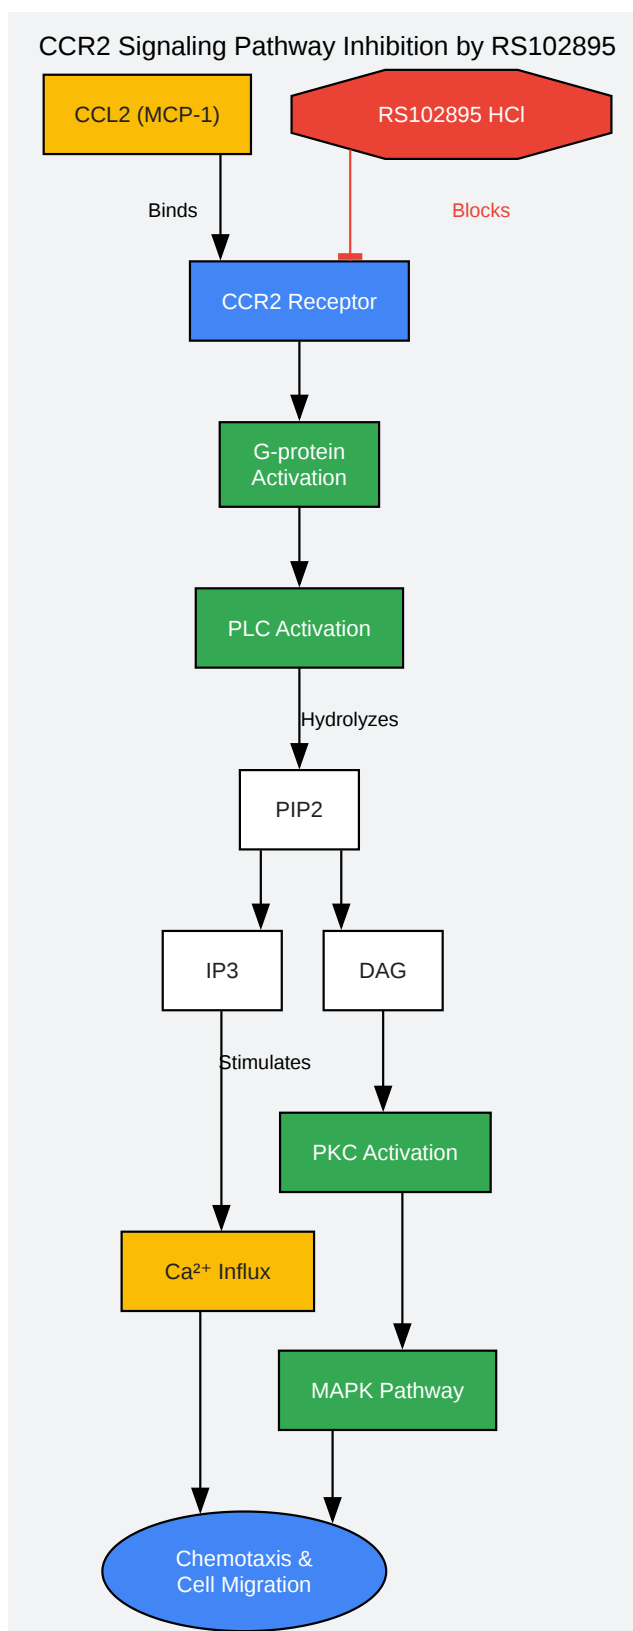 CCR2 Signaling Pathway Inhibition by RS102895
CCL2 (MCP-1)
RS102895 HCl
Binds
Blocks
CCR2 Receptor
G-protein
Activation
PLC Activation
Hydrolyzes
PIP2
IP3
DAG
Stimulates
PKC Activation
Ca²⁺ Influx
MAPK Pathway
Chemotaxis &
Cell Migration